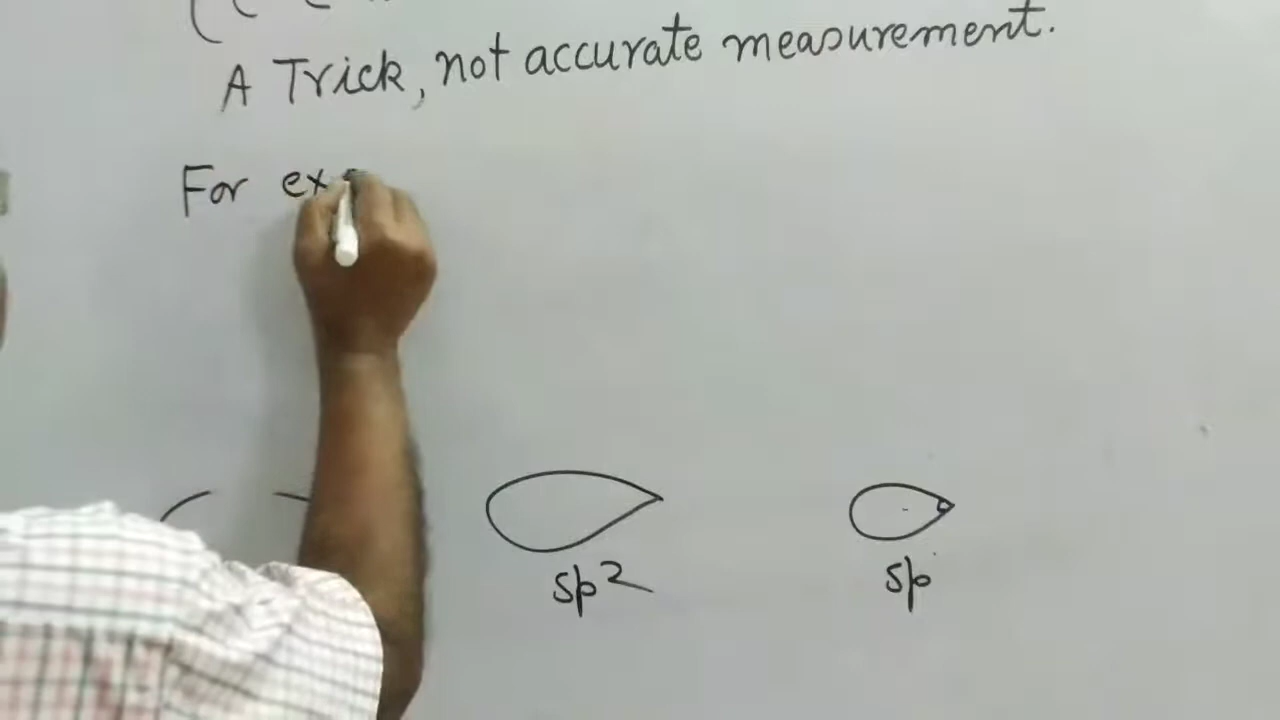 A Trick, not accurate measurement.
For ex
sp2 sp